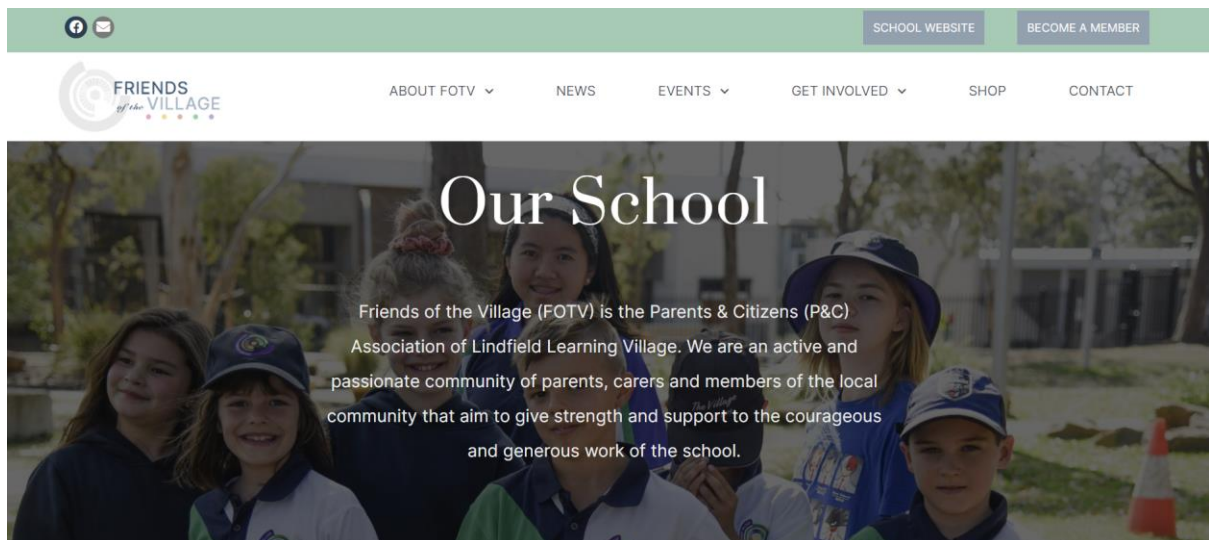 SCHOOL WEBSITE
BECOME A MEMBER
FRIENDS
of the VILLAGE
ABOUT FOTV
NEWS
EVENTS
GET INVOLVED
SHOP
CONTACT
Our School
Friends of the Village (FOTV) is the Parents & Citizens (P&C)
Association of Lindfield Learning Village. We are an active and
passionate community of parents, carers and members of the local
community that aim to give strength and support to the courageous
and generous work of the school.
The Village